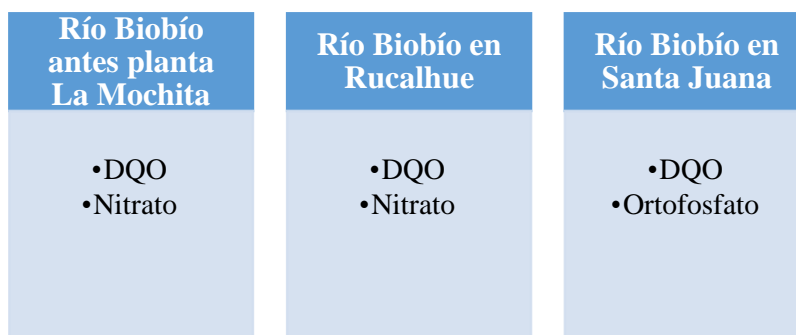 Río Biobío
antes planta
La Mochita
•DQO
•Nitrato
Río Biobío en
Rucalhue
•DQO
•Nitrato
Río Biobío en
Santa Juana
•DQO
•Ortofosfato